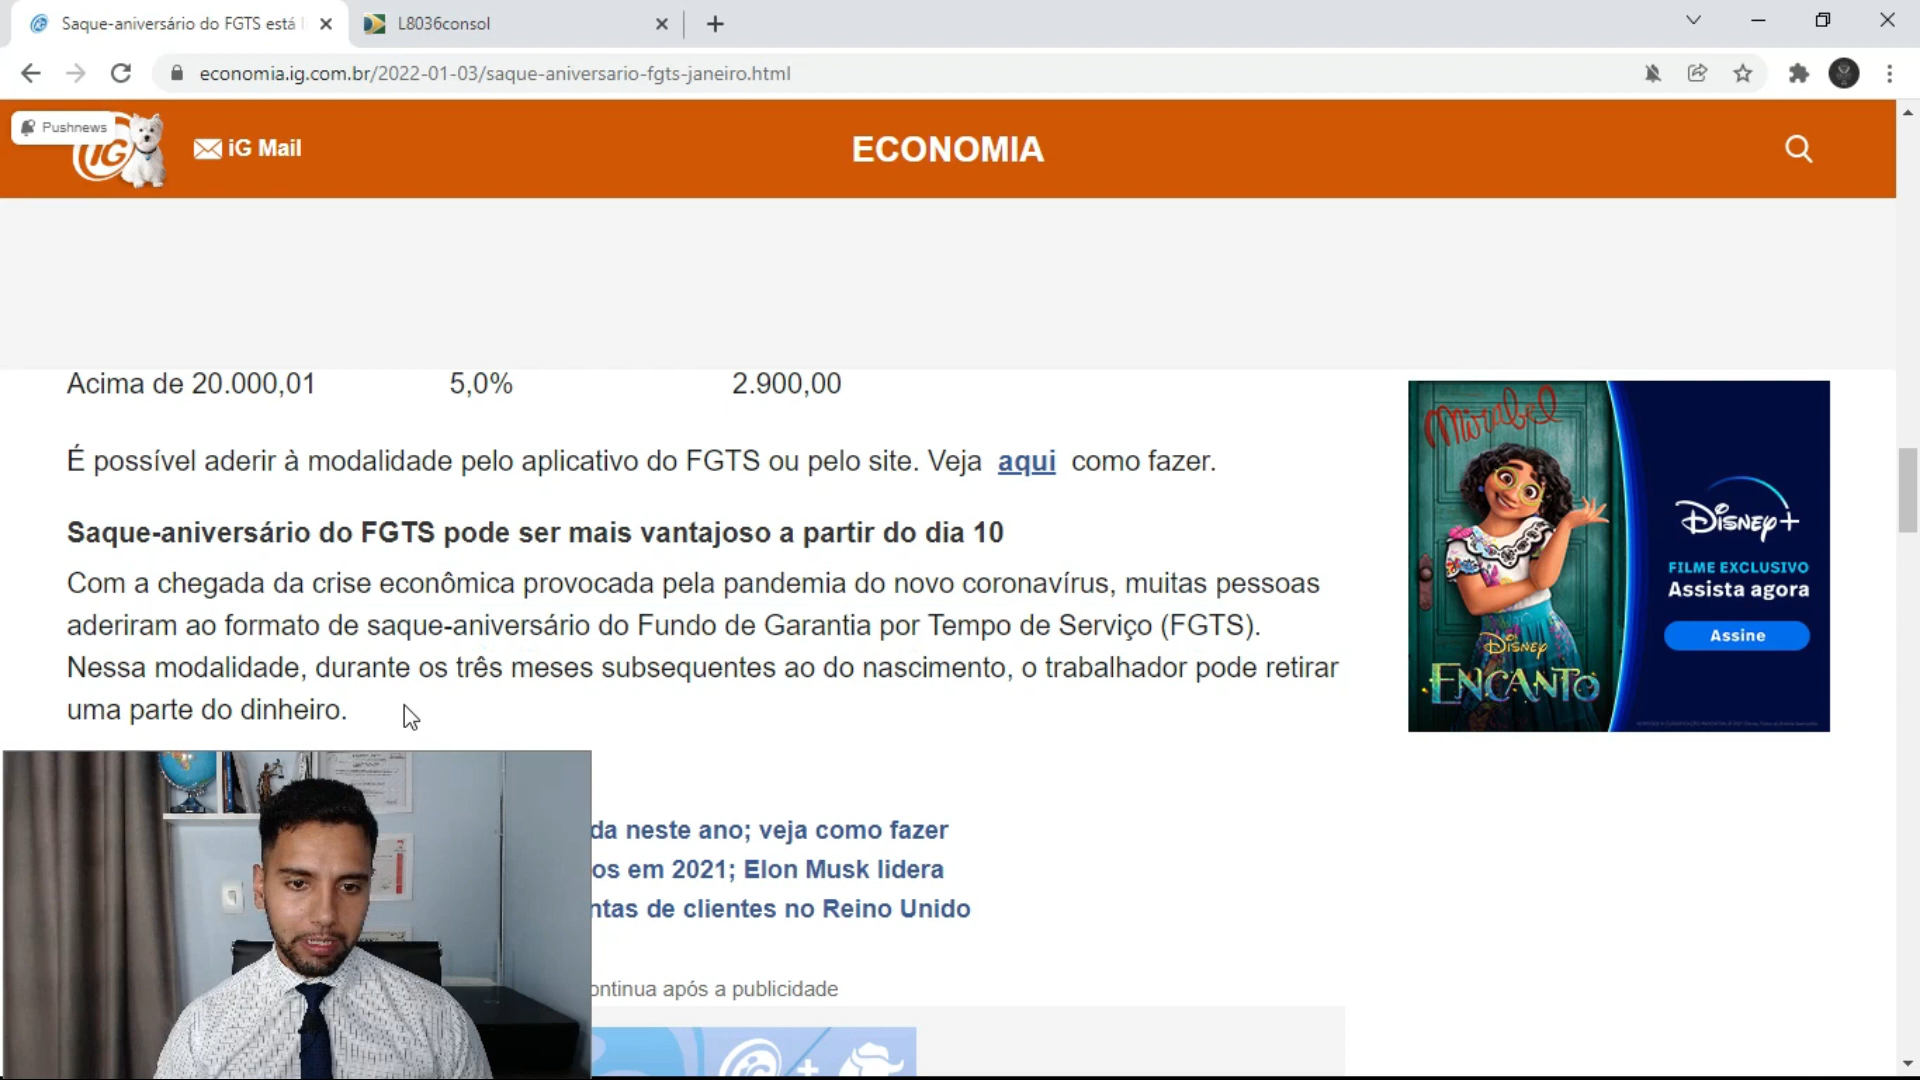 Saque-aniversário do FGTS está
L8036consol
economia.ig.com.br/2022-01-03/saque-aniversario-fgts-janeiro.html
Pushnews
iG
iG Mail
ECONOMIA
Acima de 20.000,01 5,0% 2.900,00
É possível aderir à modalidade pelo aplicativo do FGTS ou pelo site. Veja aqui como fazer.
Saque-aniversário do FGTS pode ser mais vantajoso a partir do dia 10
Com a chegada da crise econômica provocada pela pandemia do novo coronavírus, muitas pessoas
aderiram ao formato de saque-aniversário do Fundo de Garantia por Tempo de Serviço (FGTS).
Nessa modalidade, durante os três meses subsequentes ao do nascimento, o trabalhador pode retirar
uma parte do dinheiro.
Mirabel
Disney
ENCANTO
Disney+
FILME EXCLUSIVO
Assista agora
Assine
da neste ano; veja como fazer
os em 2021; Elon Musk lidera
ntas de clientes no Reino Unido
ontinua após a publicidade